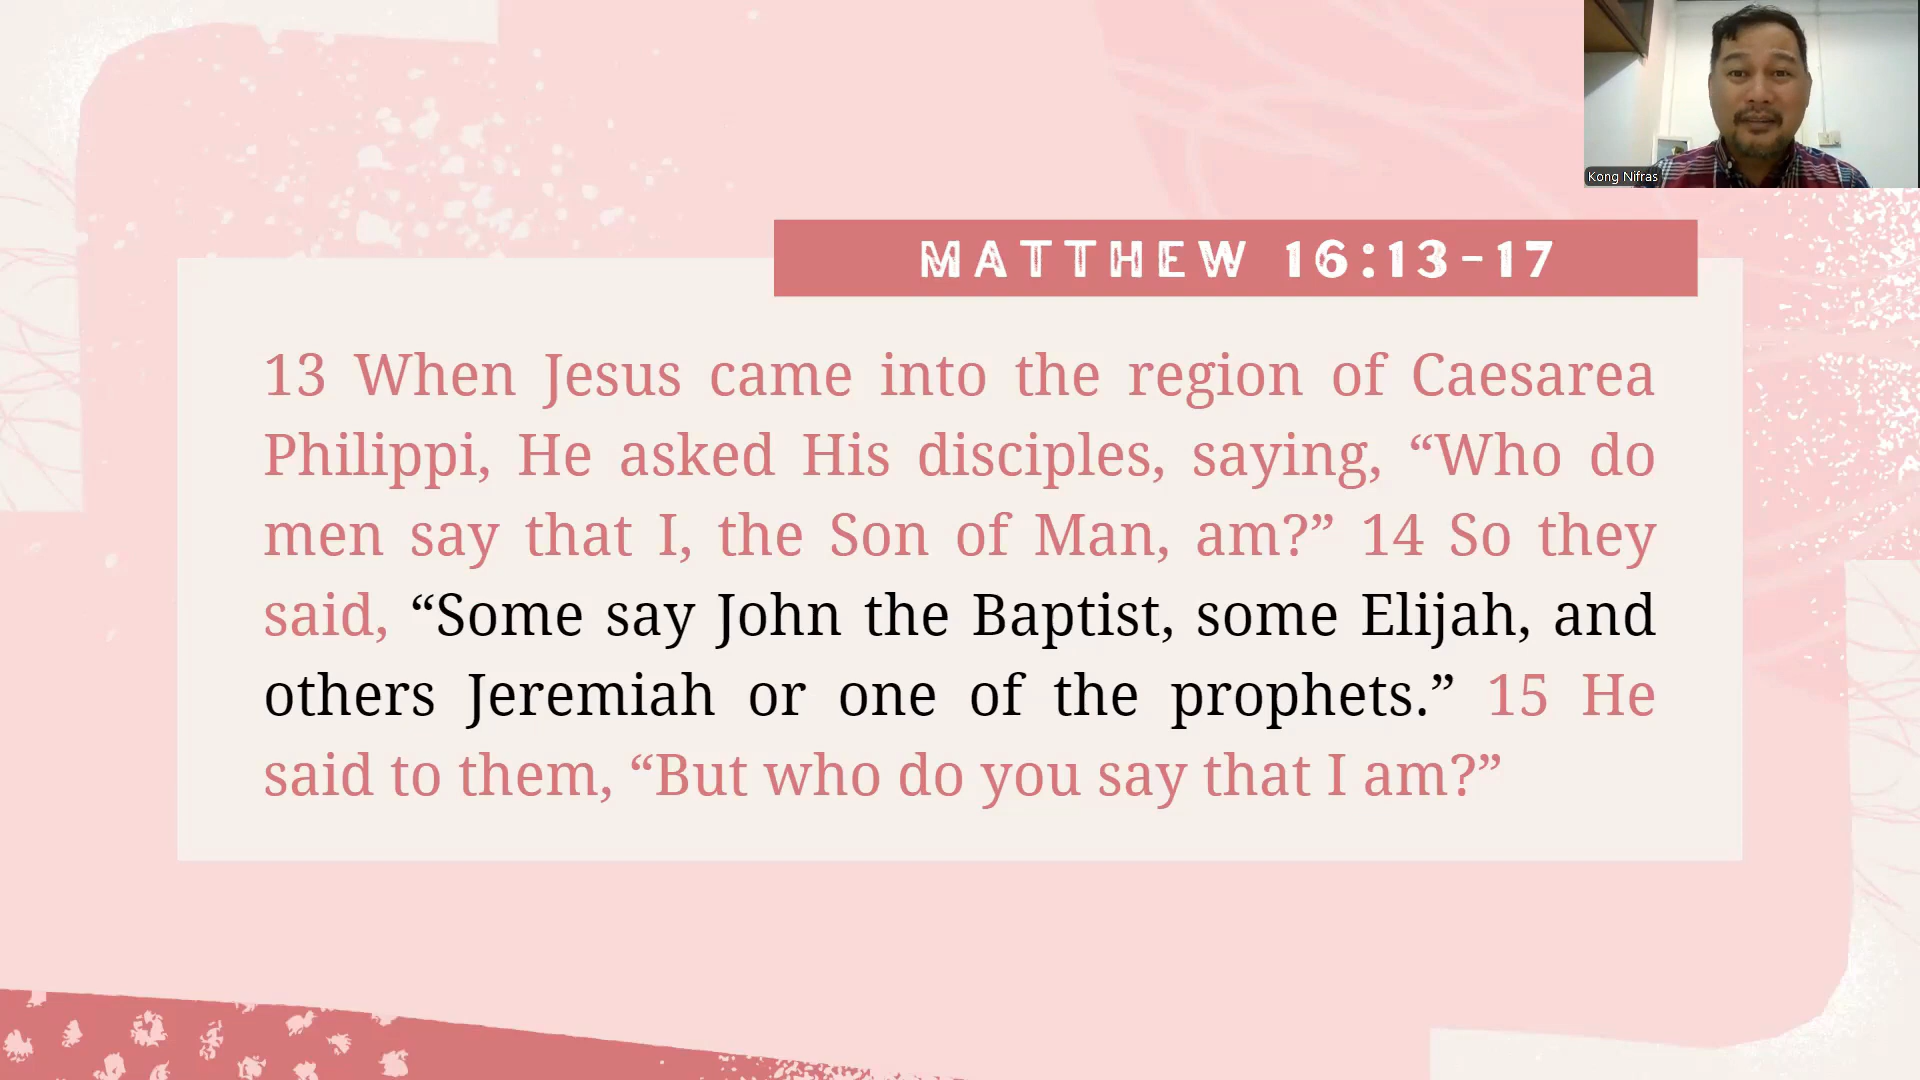 Kong Nifras
MATTHEW 16:13-17
13 When Jesus came into the region of Caesarea
Philippi, He asked His disciples, saying, “Who do
men say that I, the Son of Man, am?” 14 So they
said, “Some say John the Baptist, some Elijah, and
others Jeremiah or one of the prophets.” 15 He
said to them, “But who do you say that I am?”